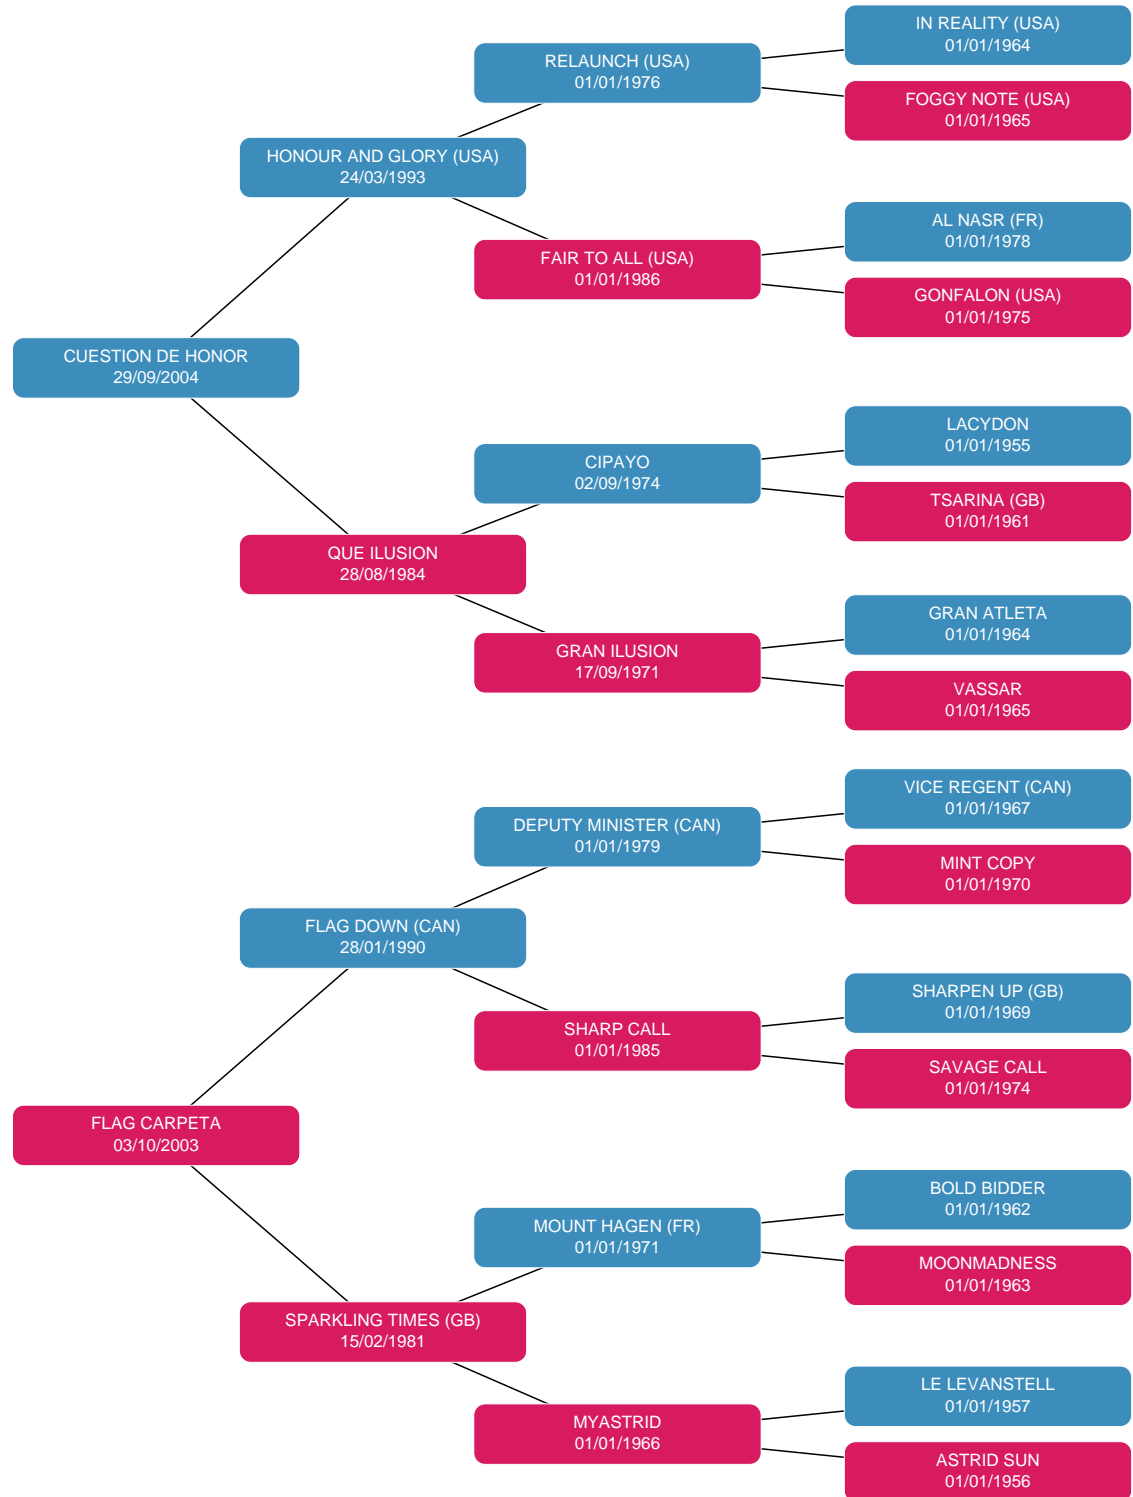 IN REALITY (USA)
01/01/1964
RELAUNCH (USA)
01/01/1976
FOGGY NOTE (USA)
01/01/1965
HONOUR AND GLORY (USA)
24/03/1993
AL NASR (FR)
01/01/1978
FAIR TO ALL (USA)
01/01/1986
GONFALON (USA)
01/01/1975
CUESTION DE HONOR
29/09/2004
LACYDON
01/01/1955
CIPAYO
02/09/1974
TSARINA (GB)
01/01/1961
QUE ILUSION
28/08/1984
GRAN ATLETA
01/01/1964
GRAN ILUSION
17/09/1971
VASSAR
01/01/1965
VICE REGENT (CAN)
01/01/1967
DEPUTY MINISTER (CAN)
01/01/1979
MINT COPY
01/01/1970
FLAG DOWN (CAN)
28/01/1990
SHARPEN UP (GB)
01/01/1969
SHARP CALL
01/01/1985
SAVAGE CALL
01/01/1974
FLAG CARPETA
03/10/2003
BOLD BIDDER
01/01/1962
MOUNT HAGEN (FR)
01/01/1971
MOONMADNESS
01/01/1963
SPARKLING TIMES (GB)
15/02/1981
LE LEVANSTELL
01/01/1957
MYASTRID
01/01/1966
ASTRID SUN
01/01/1956